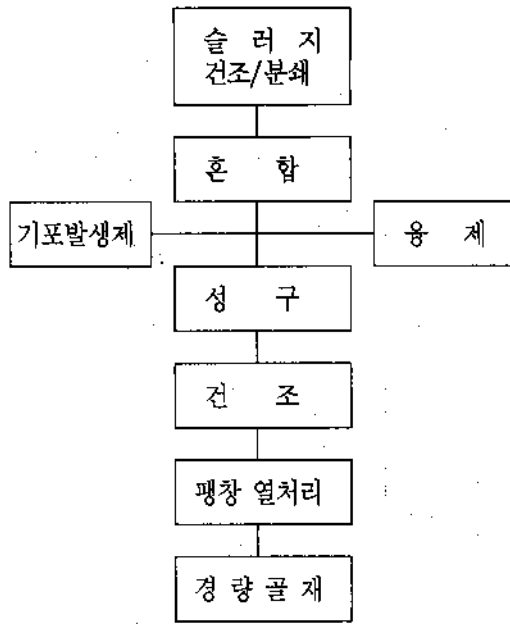 슬 러 지
건조/분쇄
혼 합
기포발생제
융 제
성 구
건 조
팽창 열처리
경 량 골 재